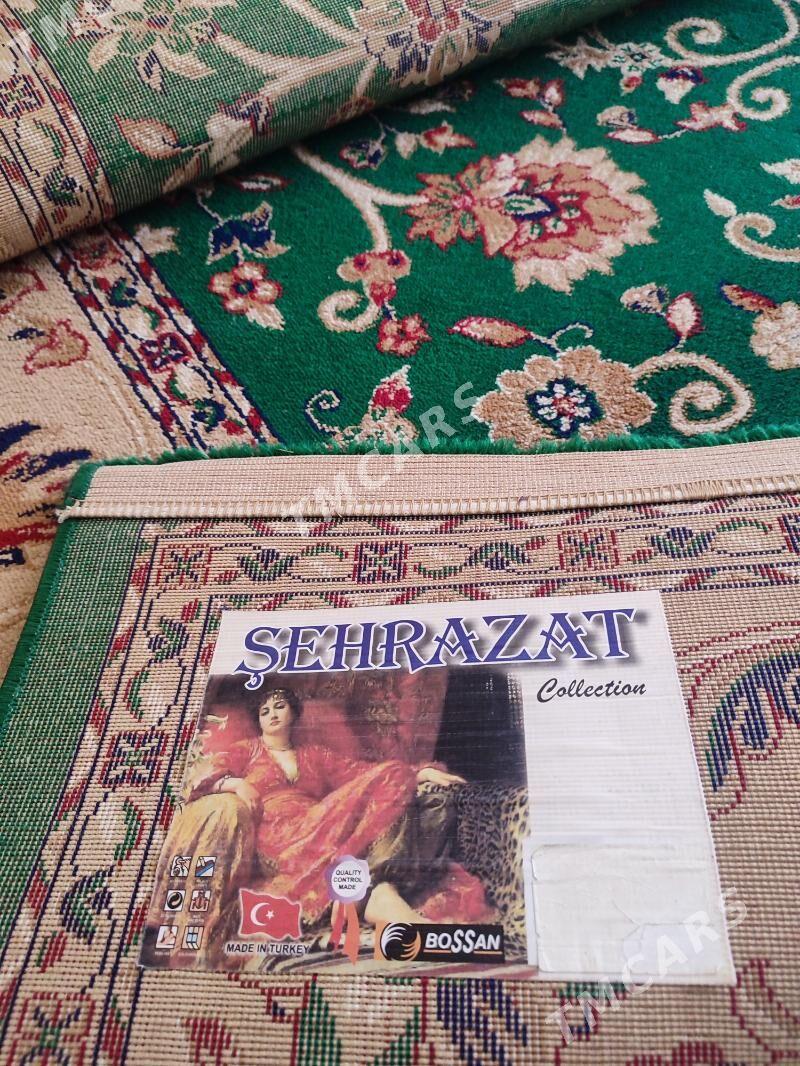 TMCARS
ŞEHRAZAT
Collection
QUALITY
CONTROL
MADE
MADE IN TURKEY
BOSSAN
TMCARS